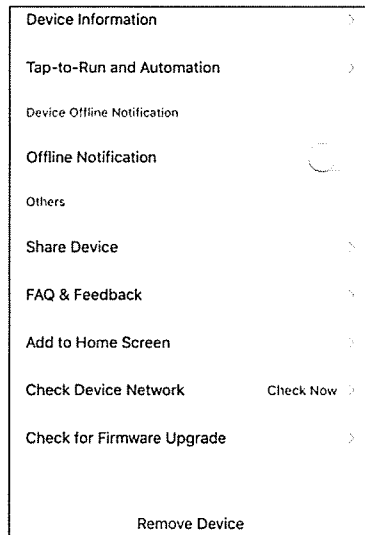 Device Information
Tap-to-Run and Automation
Device Offline Notification
Offline Notification
Others
Share Device
FAQ & Feedback
Add to Home Screen
Check Device Network Check Now
Check for Firmware Upgrade
Remove Device